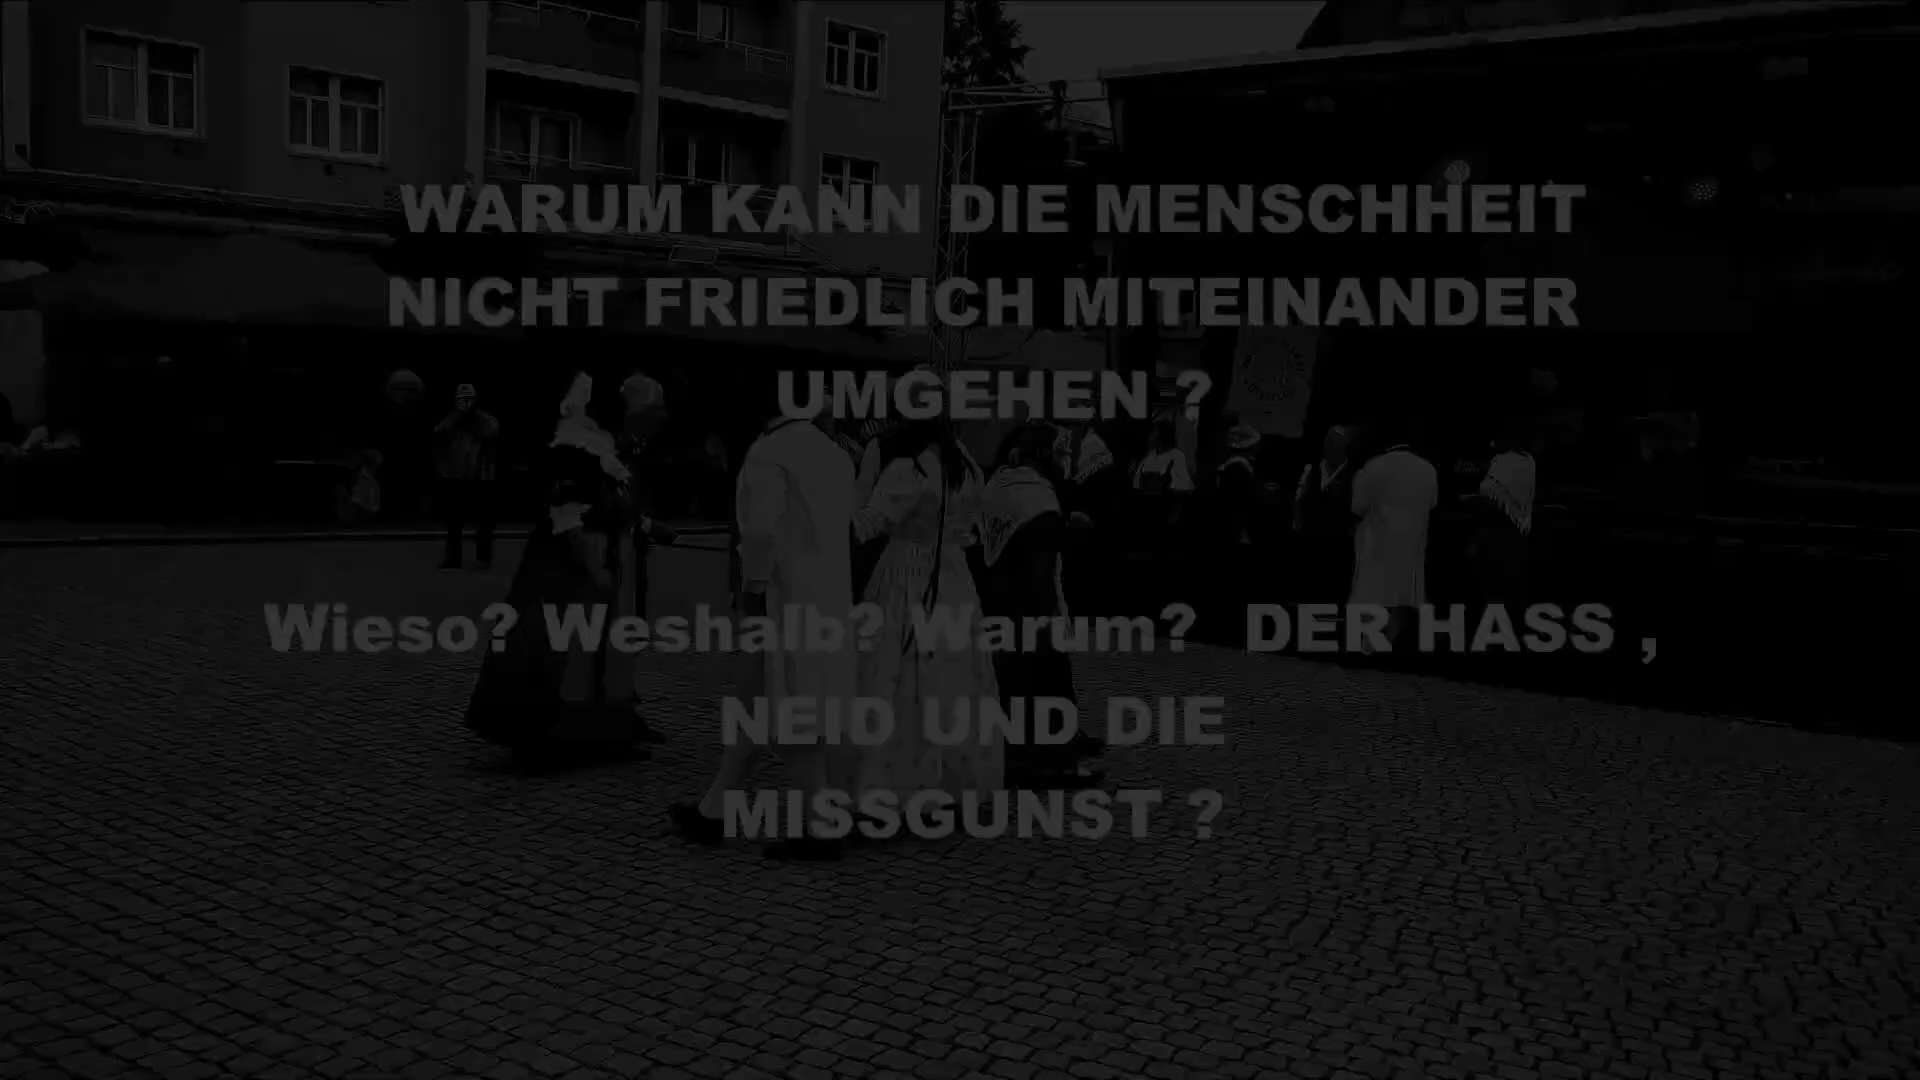 WARUM KANN DIE MENSCHHEIT
NICHT FRIEDLICH MITEINANDER
UMGEHEN ?
Wieso? Weshalb? Warum? DER HASS ,
NEID UND DIE
MISSGUNST ?